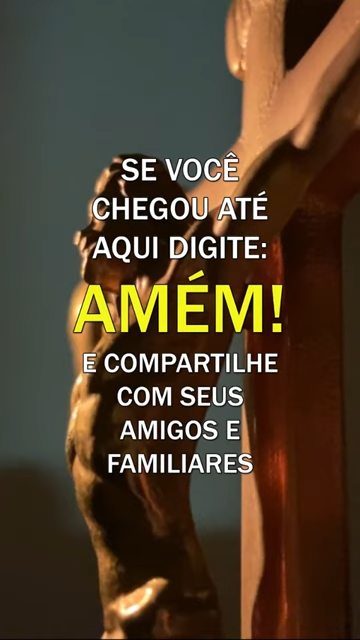 SE VOCÊ
CHEGOU ATÉ
AQUI DIGITE:
AMÉM!
E COMPARTILHE
COM SEUS
AMIGOS E
FAMILIARES